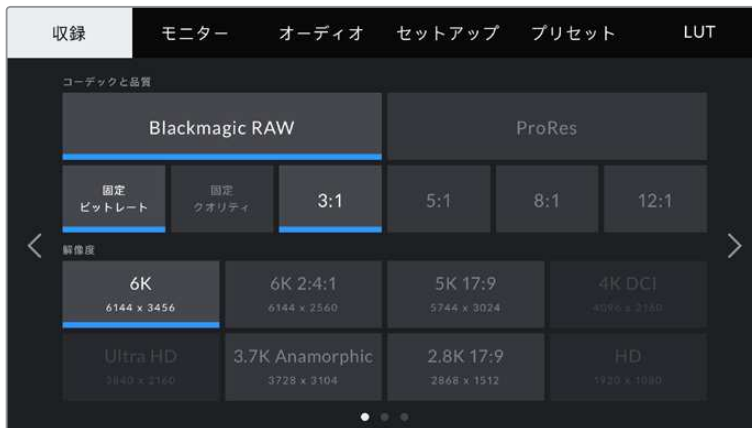 収録 モニター オーディオ セットアップ プリセット LUT
コーデックと品質
Blackmagic RAW ProRes
固定
ビットレート
固定
クオリティ
3:1 5:1 8:1 12:1
解像度
6K
6144 x 3456
6K 2:4:1
6144 x 2560
5K 17:9
5744 x 3024
4K DCI
4096 x 2160
Ultra HD
3840 x 2160
3.7K Anamorphic
3728 x 3104
2.8K 17:9
2868 x 1512
HD
1920 x 1080